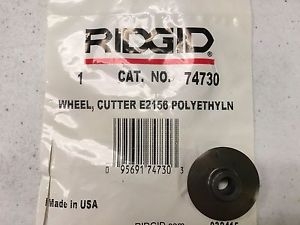 RIDGID
1 CAT. NO. 74730
WHEEL, CUTTER E2156 POLYETHYLN
0 95691 74730 3
Made in USA